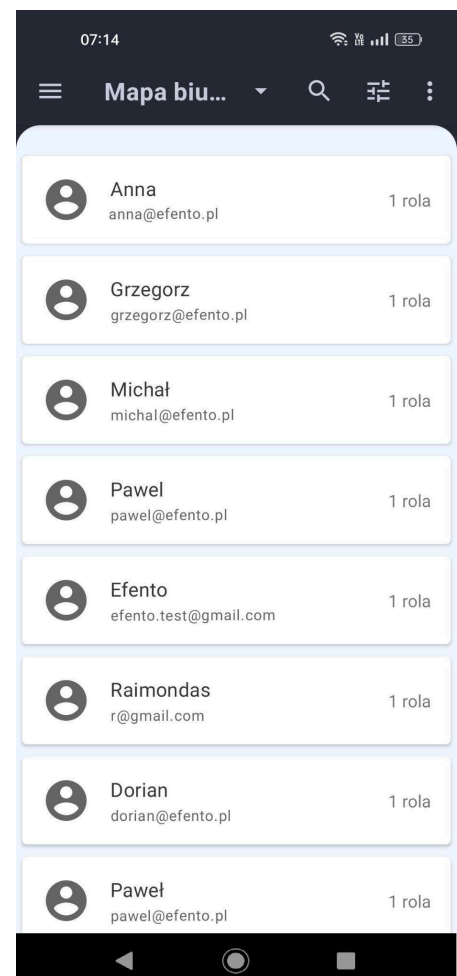 07:14
Vo LTE 35
Mapa biu...
Anna
anna@efento.pl
1 rola
Grzegorz
grzegorz@efento.pl
1 rola
Michał
michal@efento.pl
1 rola
Pawel
pawel@efento.pl
1 rola
Efento
efento.test@gmail.com
1 rola
Raimondas
r@gmail.com
1 rola
Dorian
dorian@efento.pl
1 rola
Paweł
pawel@efento.pl
1 rola